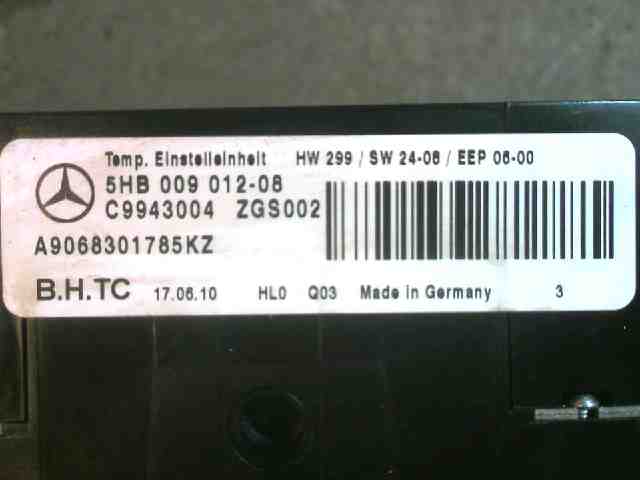 Temp. Einstelleinheit HW 299 / SW 24-08 / EEP 06-00
5HB 009 012-08
C9943004 ZGS002
A9068301785KZ
B.H.TC 17.06.10 HL0 Q03 Made in Germany 3